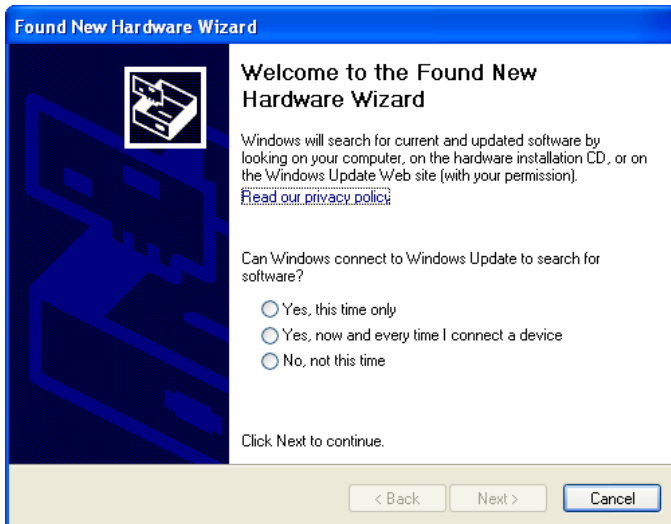 Found New Hardware Wizard
Welcome to the Found New
Hardware Wizard
Windows will search for current and updated software by
looking on your computer, on the hardware installation CD, or on
the Windows Update Web site (with your permission).
Read our privacy policy
Can Windows connect to Windows Update to search for
software?
Yes, this time only
Yes, now and every time I connect a device
No, not this time
Click Next to continue.
< Back
Next >
Cancel